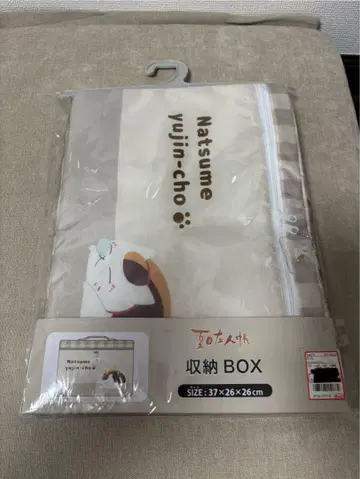 Natsume
yujin-cho
夏目友人帳
収納 BOX
SIZE : 37×26×26cm
Natsume
yujin-cho